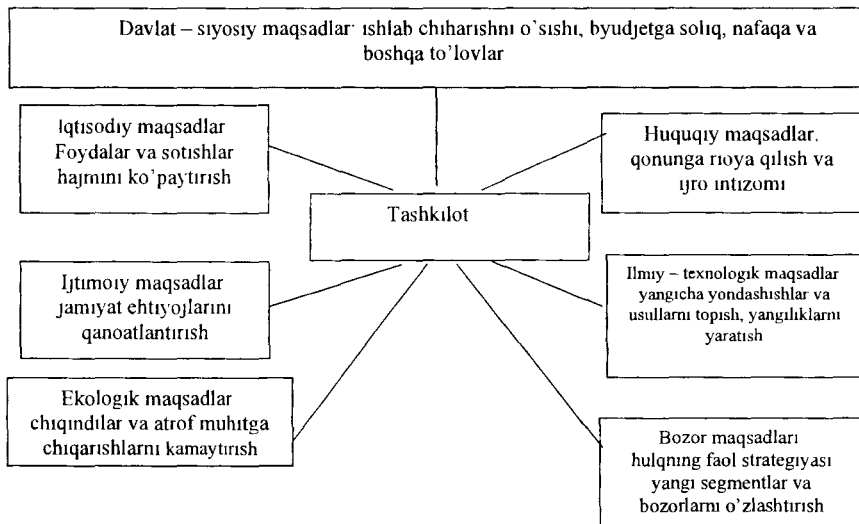 Davlat – siyosiy maqsadlar: ishlab chiharishni o’sishi, byudjetga soliq, nafaqa va
boshqa to’lovlar
Iqtisodiy maqsadlar
Foydalar va sotishlar
hajmini ko’paytirish
Huquqiy maqsadlar,
qonunga rioya qilish va
ijro intizomi
Tashkilot
Ijtimoiy maqsadlar
jamiyat ehtiyojlarini
qanoatlantirish
Ilmiy – texnologik maqsadlar
yangicha yondashishlar va
usullarni topish, yangiliklarni
yaratish
Ekologik maqsadlar
chiqindilar va atrof muhitga
chiqarishlarni kamaytirish
Bozor maqsadlari
hulqning faol strategiyasi
yangi segmentlar va
bozorlarni o’zlashtirish